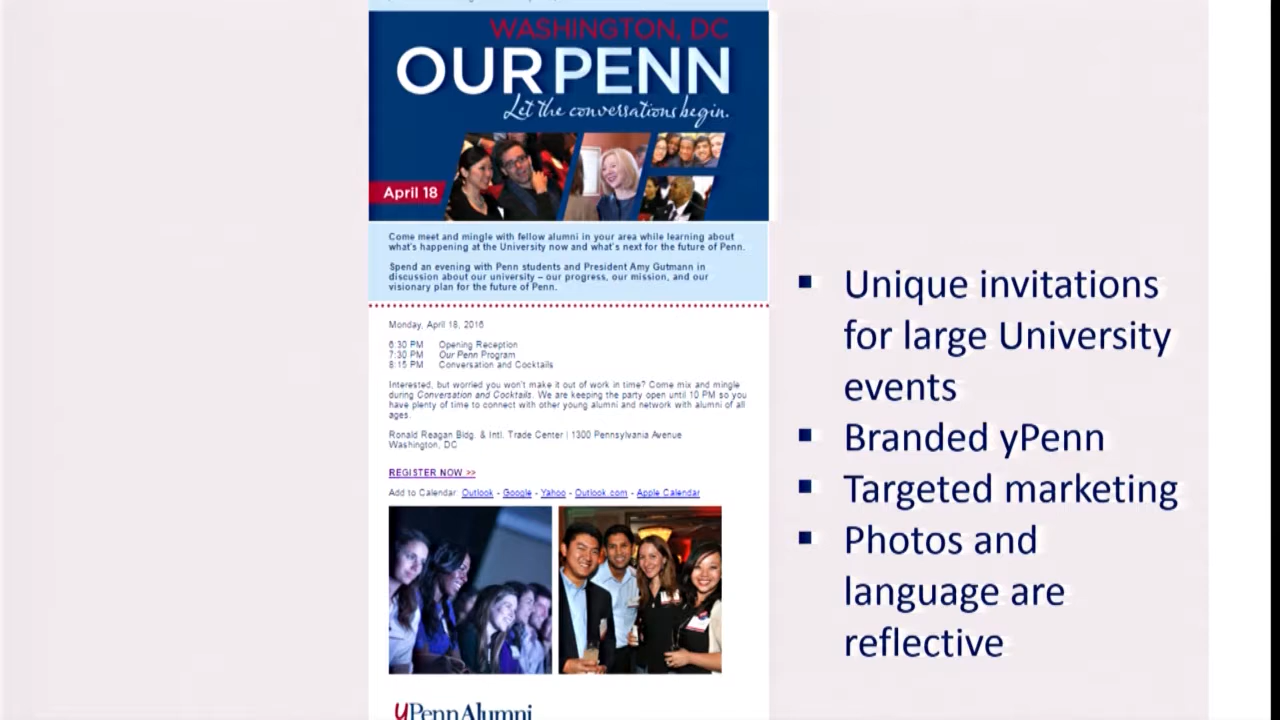 WASHINGTON, DC
OUR PENN
Let the conversations begin.
April 18
Come meet and mingle with fellow alumni in your area while learning about
what's happening at the University now and what's next for the future of Penn.
Spend an evening with Penn students and President Amy Gutmann in
discussion about our university – our progress, our mission, and our
visionary plan for the future of Penn.
Monday, April 18, 2016
6:30 PM Opening Reception
7:30 PM Our Penn Program
8:15 PM Conversation and Cocktails
Interested, but worried you won't make it out of work in time? Come mix and mingle
during Conversation and Cocktails. We are keeping the party open until 10 PM so you
have plenty of time to connect with other young alumni and network with alumni of all
ages.
Ronald Reagan Bldg. & Intl. Trade Center | 1300 Pennsylvania Avenue
Washington, DC
REGISTER NOW >>
Add to Calendar: Outlook - Google - Yahoo - Outlook.com - Apple Calendar
yPenn Alumni
▪ Unique invitations
for large University
events
▪ Branded yPenn
▪ Targeted marketing
▪ Photos and
language are
reflective